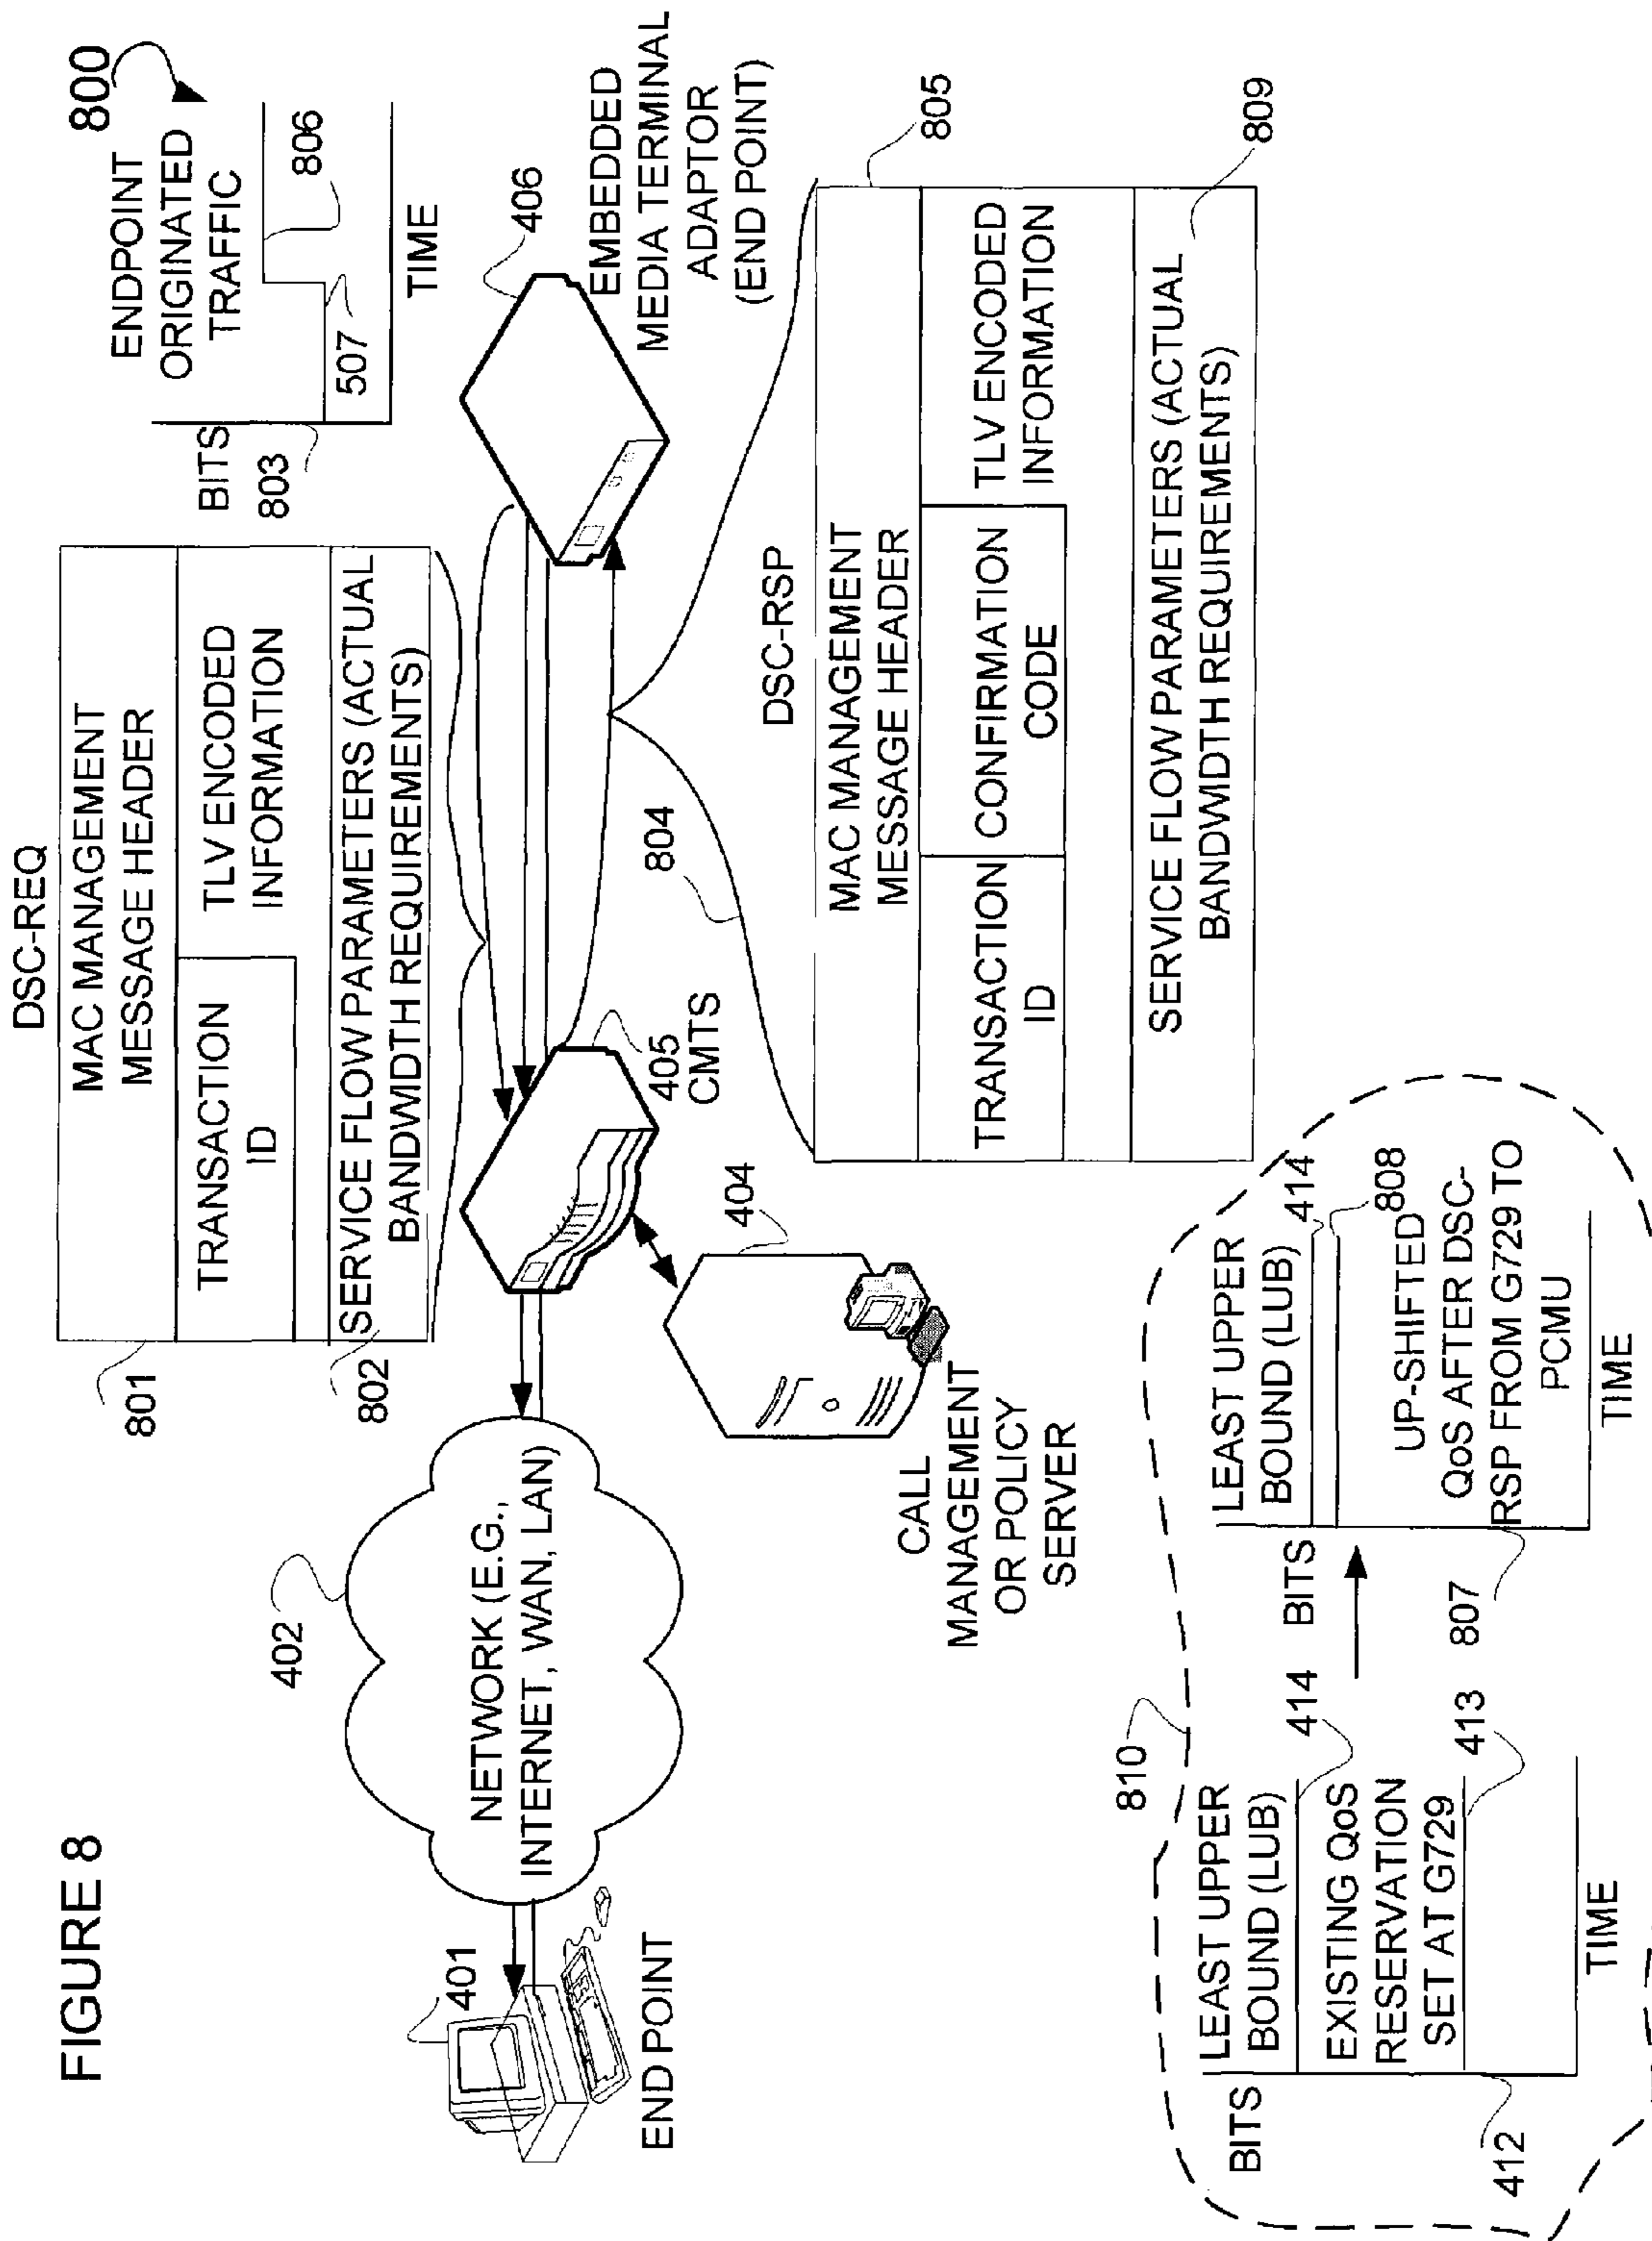 FIGURE 8
800
DSC-REQ
MAC MANAGEMENT
MESSAGE HEADER
TRANSACTION
ID
TLV ENCODED
INFORMATION
SERVICE FLOW PARAMETERS (ACTUAL
BANDWIDTH REQUIREMENTS)
801
802
ENDPOINT
ORIGINATED
TRAFFIC
BITS
803
507
806
TIME
402
NETWORK (E.G.,
INTERNET, WAN, LAN)
401
END POINT
405
CMTS
406
EMBEDDED
MEDIA TERMINAL
ADAPTOR
(END POINT)
404
CALL
MANAGEMENT
OR POLICY
SERVER
804
DSC-RSP
805
MAC MANAGEMENT
MESSAGE HEADER
TRANSACTION
ID
CONFIRMATION
CODE
TLV ENCODED
INFORMATION
SERVICE FLOW PARAMETERS (ACTUAL
BANDWIDTH REQUIREMENTS)
809
810
BITS
LEAST UPPER
BOUND (LUB)
414
EXISTING QoS
RESERVATION
SET AT G729
413
412
TIME
BITS
LEAST UPPER
BOUND (LUB)
414
808
UP-SHIFTED
QoS AFTER DSC-
RSP FROM G729 TO
PCMU
807
TIME